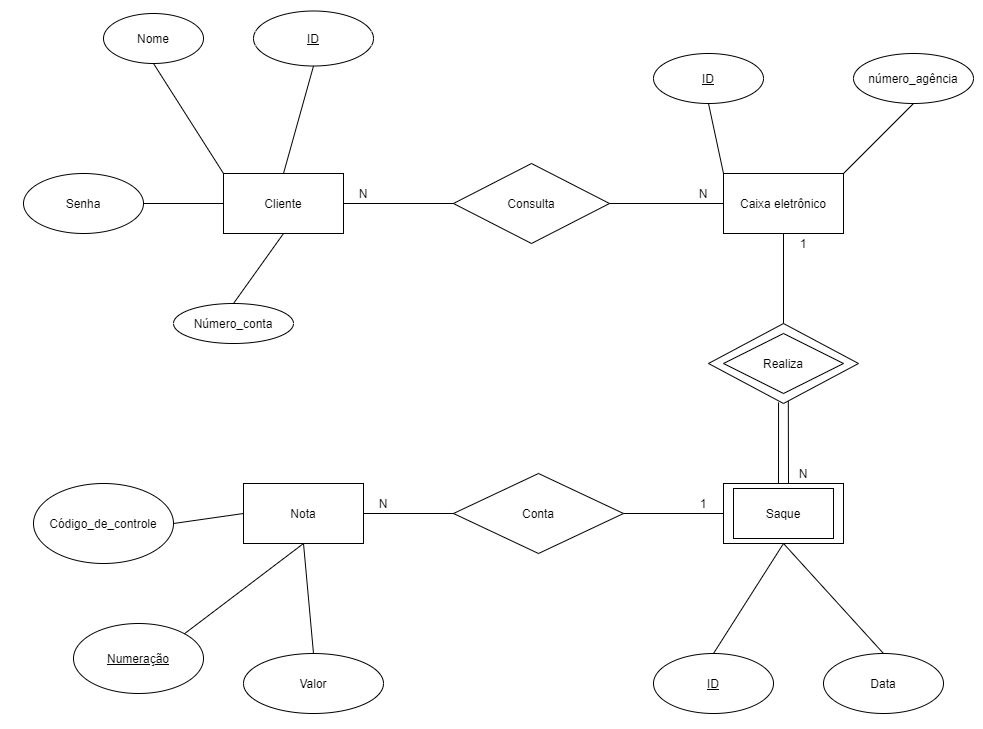 Nome
ID
ID
número_agência
Senha
Cliente
N
Consulta
N
Caixa eletrônico
1
Número_conta
Realiza
N
Código_de_controle
Nota
N
Conta
1
Saque
Numeração
Valor
ID
Data